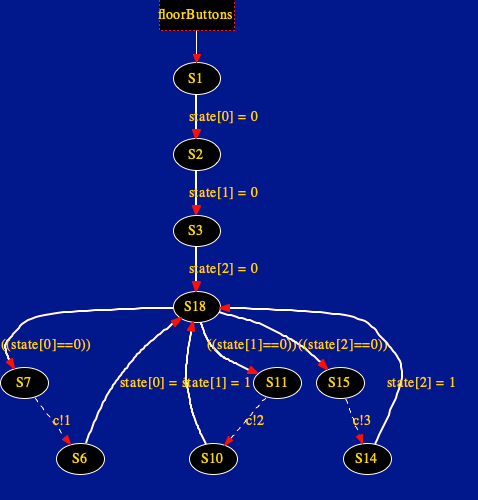 floorButtons
S1
state[0] = 0
S2
state[1] = 0
S3
state[2] = 0
S18
((state[0]==0)) ((state[1]==0)) ((state[2]==0))
S7 state[0] = state[1] = 1 S11 S15 state[2] = 1
c!1 c!2 c!3
S6 S10 S14